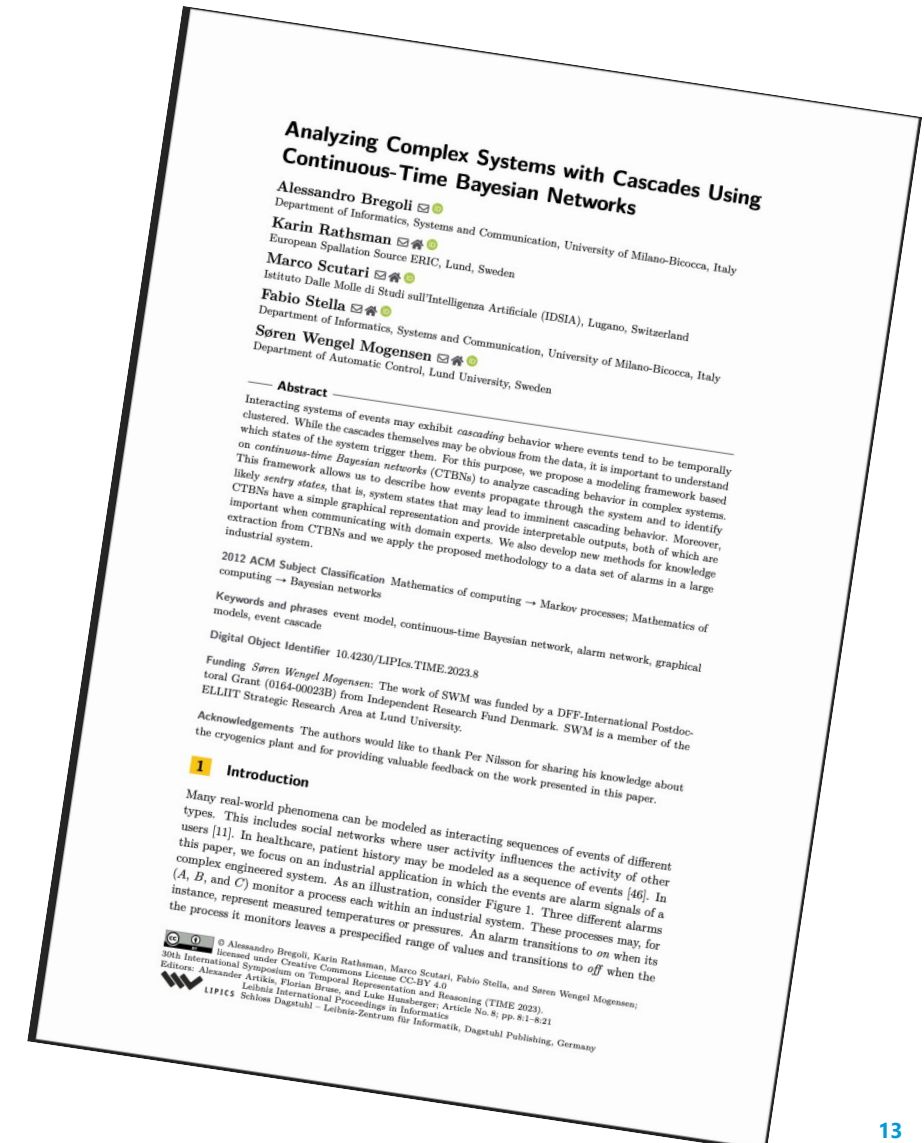 Analyzing Complex Systems with Cascades Using
Continuous-Time Bayesian Networks
Alessandro Bregoli
Department of Informatics, Systems and Communication, University of Milano-Bicocca, Italy
Karin Rathsman
European Spallation Source ERIC, Lund, Sweden
Marco Scutari
Istituto Dalle Molle di Studi sull'Intelligenza Artificiale (IDSIA), Lugano, Switzerland
Fabio Stella
Department of Informatics, Systems and Communication, University of Milano-Bicocca, Italy
Søren Wengel Mogensen
Department of Automatic Control, Lund University, Sweden
Abstract
Interacting systems of events may exhibit cascading behavior where events tend to be temporally
clustered. While the cascades themselves may be obvious from the data, it is important to understand
which states of the system trigger them. For this purpose, we propose a modeling framework based
on continuous-time Bayesian networks (CTBNs) to analyze cascading behavior in complex systems.
This framework allows us to describe how events propagate through the system and to identify
likely sentry states, that is, system states that may lead to imminent cascading behavior. Moreover,
CTBNs have a simple graphical representation and provide interpretable outputs, both of which are
important when communicating with domain experts. We also develop new methods for knowledge
extraction from CTBNs and we apply the proposed methodology to a data set of alarms in a large
industrial system.
2012 ACM Subject Classification Mathematics of computing → Markov processes; Mathematics of
computing → Bayesian networks
Keywords and phrases event model, continuous-time Bayesian network, alarm network, graphical
models, event cascade
Digital Object Identifier 10.4230/LIPIcs.TIME.2023.8
Funding Søren Wengel Mogensen: The work of SWM was funded by a DFF-International Postdoc-
toral Grant (0164-00023B) from Independent Research Fund Denmark. SWM is a member of the
ELLIIT Strategic Research Area at Lund University.
Acknowledgements The authors would like to thank Per Nilsson for sharing his knowledge about
the cryogenics plant and for providing valuable feedback on the work presented in this paper.
1 Introduction
Many real-world phenomena can be modeled as interacting sequences of events of different
types. This includes social networks where user activity influences the activity of other
users [11]. In healthcare, patient history may be modeled as a sequence of events [46]. In
this paper, we focus on an industrial application in which the events are alarm signals of a
complex engineered system. As an illustration, consider Figure 1. Three different alarms
(A, B, and C) monitor a process each within an industrial system. These processes may, for
instance, represent measured temperatures or pressures. An alarm transitions to on when its
the process it monitors leaves a prespecified range of values and transitions to off when the
cc BY
© Alessandro Bregoli, Karin Rathsman, Marco Scutari, Fabio Stella, and Søren Wengel Mogensen;
licensed under Creative Commons License CC-BY 4.0
30th International Symposium on Temporal Representation and Reasoning (TIME 2023).
Editors: Alexander Artikis, Florian Bruse, and Luke Hunsberger; Article No. 8; pp. 8:1–8:21
Leibniz International Proceedings in Informatics
LIPICS Schloss Dagstuhl – Leibniz-Zentrum für Informatik, Dagstuhl Publishing, Germany
13